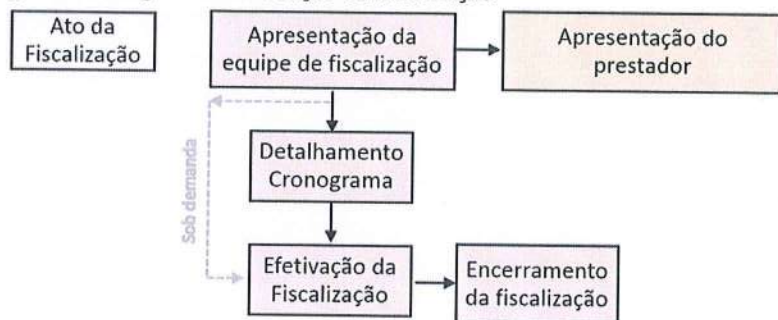 Ato da
Fiscalização
Apresentação da
equipe de fiscalização
Apresentação do
prestador
Sob demanda
Detalhamento
Cronograma
Efetivação da
Fiscalização
Encerramento
da fiscalização